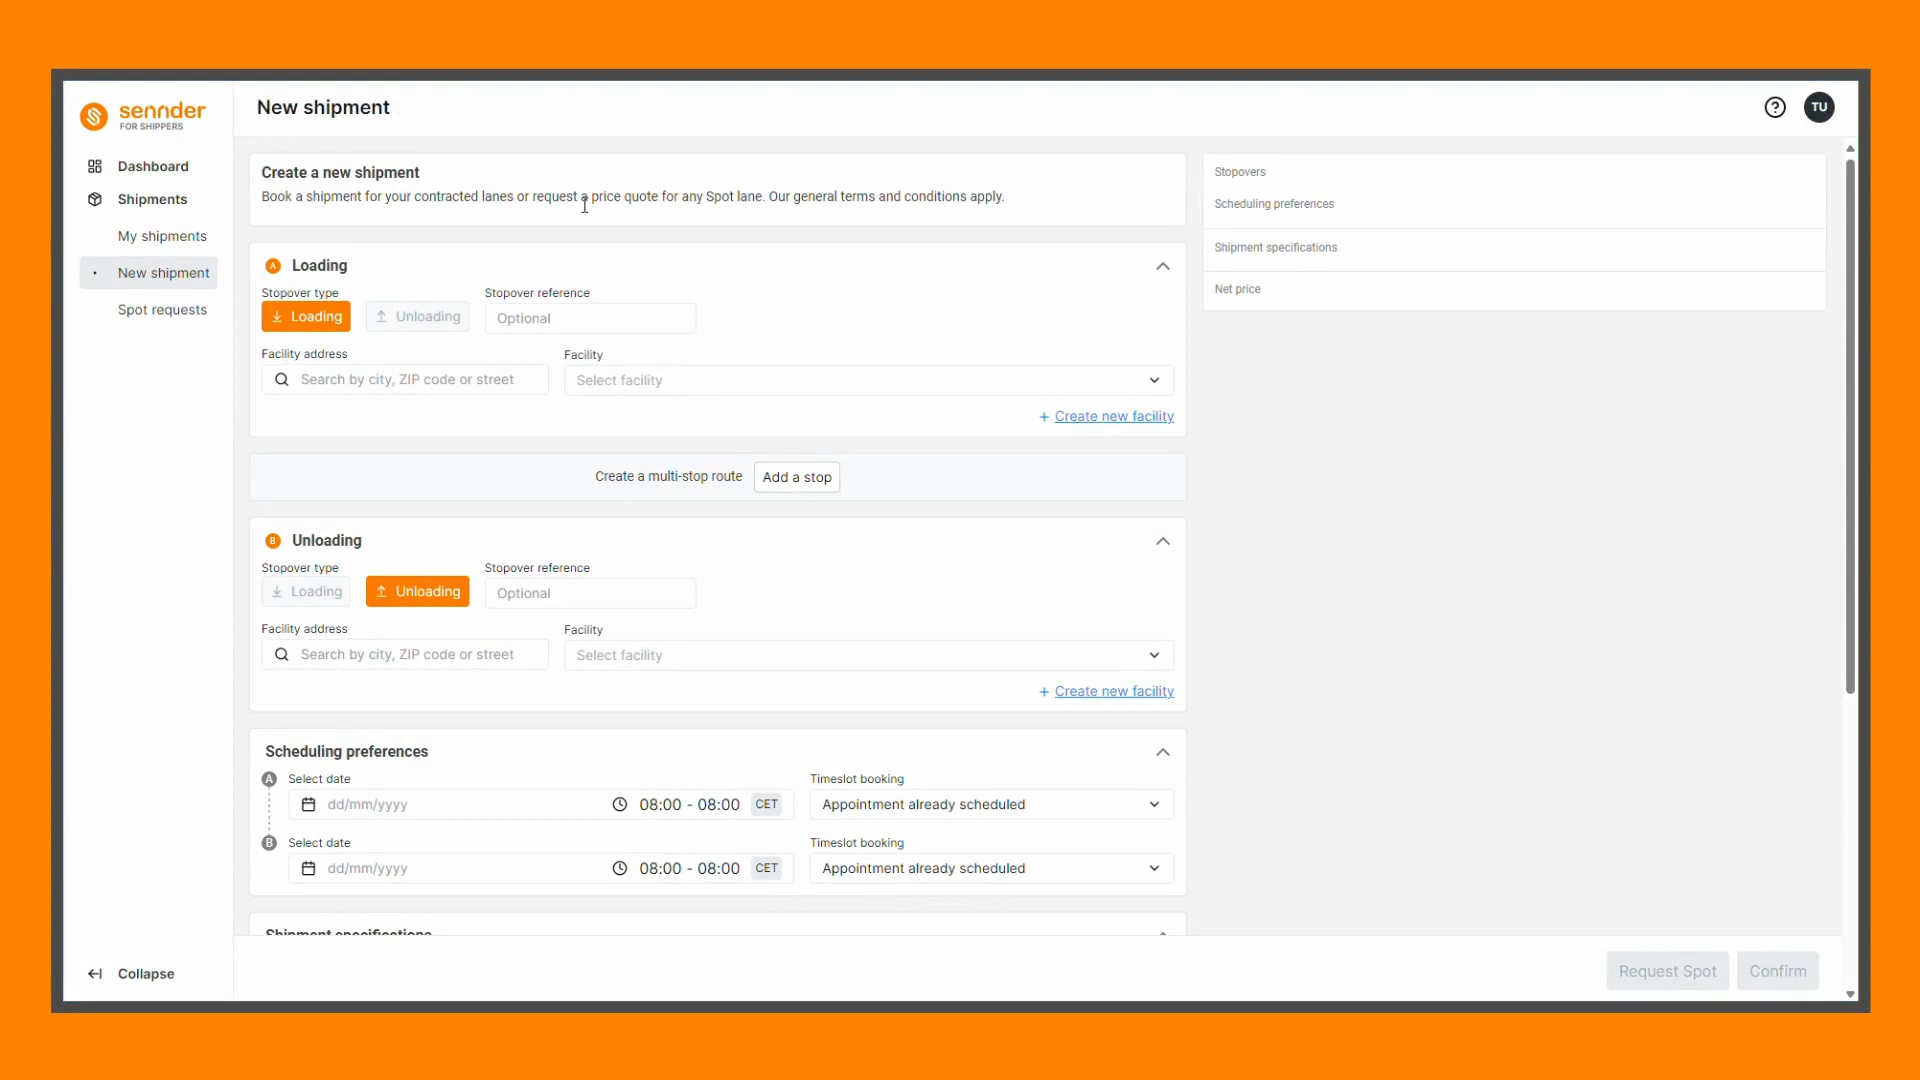 sennder
FOR SHIPPERS
New shipment
TU
Dashboard
Shipments
My shipments
New shipment
Spot requests
Collapse
Create a new shipment
Book a shipment for your contracted lanes or request a price quote for any Spot lane. Our general terms and conditions apply.
A Loading
Stopover type
Stopover reference
Loading
Unloading
Optional
Facility address
Facility
Search by city, ZIP code or street
Select facility
+ Create new facility
Create a multi-stop route
Add a stop
B Unloading
Stopover type
Stopover reference
Loading
Unloading
Optional
Facility address
Facility
Search by city, ZIP code or street
Select facility
+ Create new facility
Scheduling preferences
A Select date
Timeslot booking
dd/mm/yyyy
08:00 - 08:00 CET
Appointment already scheduled
B Select date
Timeslot booking
dd/mm/yyyy
08:00 - 08:00 CET
Appointment already scheduled
Shipment specifications
Stopovers
Scheduling preferences
Shipment specifications
Net price
Request Spot
Confirm